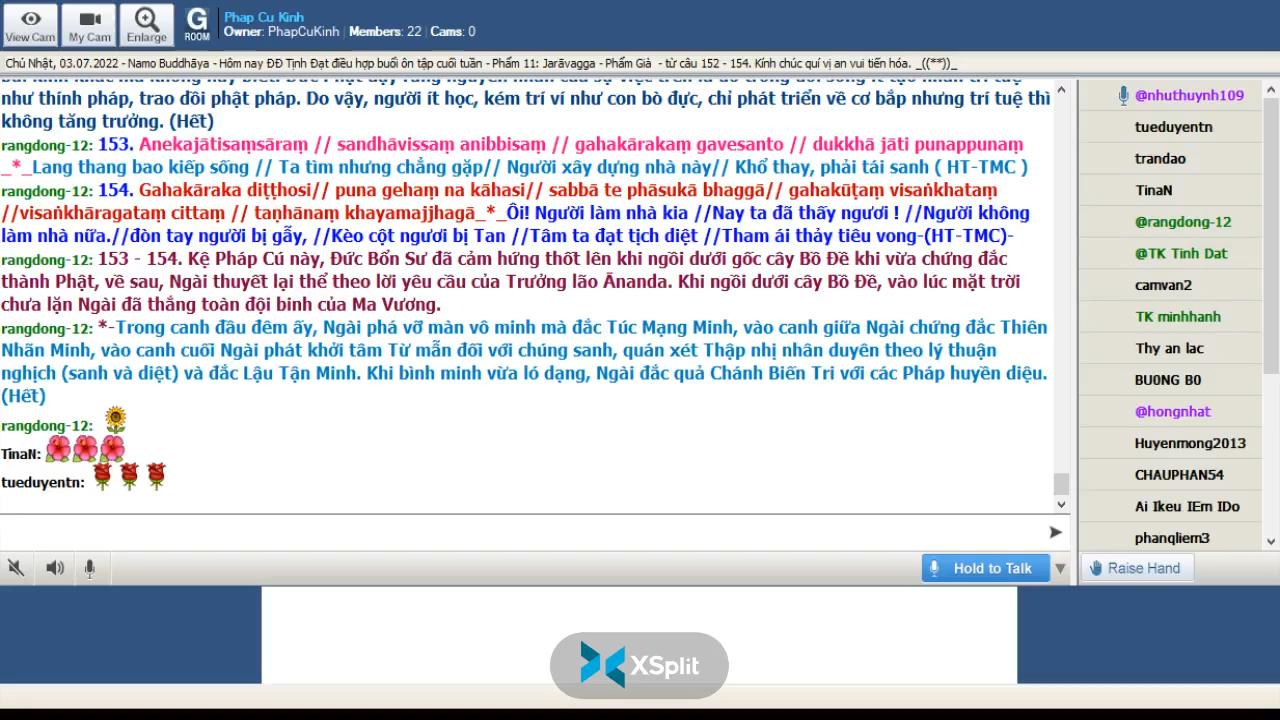 View Cam
My Cam
Enlarge
G
ROOM
Phap Cu Kinh
Owner: PhapCuKinh | Members: 22 | Cams: 0
Chủ Nhật, 03.07.2022 - Namo Buddhāya - Hôm nay ĐĐ Tịnh Đạt điều hợp buổi ôn tập cuối tuần - Phẩm 11: Jarāvagga - Phẩm Già - từ câu 152 - 154. Kính chúc quí vị an vui tiến hóa. _((**))_
như thính pháp, trao dồi phật pháp. Do vậy, người ít học, kém trí ví như con bò đực, chỉ phát triển về cơ bắp nhưng trí tuệ thì
không tăng trưởng. (Hết)
rangdong-12: 153. Anekajātisaṃsāraṃ // sandhāvissaṃ anibbisaṃ // gahakārakaṃ gavesanto // dukkhā jāti punappunaṃ
_*_Lang thang bao kiếp sống // Ta tìm nhưng chẳng gặp// Người xây dựng nhà này// Khổ thay, phải tái sanh ( HT-TMC )
rangdong-12: 154. Gahakāraka diṭṭhosi// puna gehaṃ na kāhasi// sabbā te phāsukā bhaggā// gahakūṭaṃ visaṅkhataṃ
//visaṅkhāragataṃ cittaṃ // taṇhānaṃ khayamajjhagā_*_Ôi! Người làm nhà kia //Nay ta đã thấy ngươi ! //Người không
làm nhà nữa.//đòn tay người bị gẫy, //Kèo cột ngươi bị Tan //Tâm ta đạt tịch diệt //Tham ái thảy tiêu vong-(HT-TMC)-
rangdong-12: 153 - 154. Kệ Pháp Cú này, Đức Bổn Sư đã cảm hứng thốt lên khi ngồi dưới gốc cây Bồ Đề khi vừa chứng đắc
thành Phật, về sau, Ngài thuyết lại thể theo lời yêu cầu của Trưởng lão Ānanda. Khi ngồi dưới cây Bồ Đề, vào lúc mặt trời
chưa lặn Ngài đã thắng toàn đội binh của Ma Vương.
rangdong-12: *-Trong canh đầu đêm ấy, Ngài phá vỡ màn vô minh mà đắc Túc Mạng Minh, vào canh giữa Ngài chứng đắc Thiên
Nhãn Minh, vào canh cuối Ngài phát khởi tâm Từ mẫn đối với chúng sanh, quán xét Thập nhị nhân duyên theo lý thuận
nghịch (sanh và diệt) và đắc Lậu Tận Minh. Khi bình minh vừa ló dạng, Ngài đắc quả Chánh Biến Tri với các Pháp huyền diệu.
(Hết)
rangdong-12:
TinaN:
tueduyentn:
@nhuthuynh109
tueduyentn
trandao
TinaN
@rangdong-12
@TK Tinh Dat
camvan2
TK minhhanh
Thy an lac
BU0NG B0
@hongnhat
Huyenmong2013
CHAUPHAN54
Ai Ikeu IEm IDo
phanqliem3
Hold to Talk
Raise Hand
XSplit